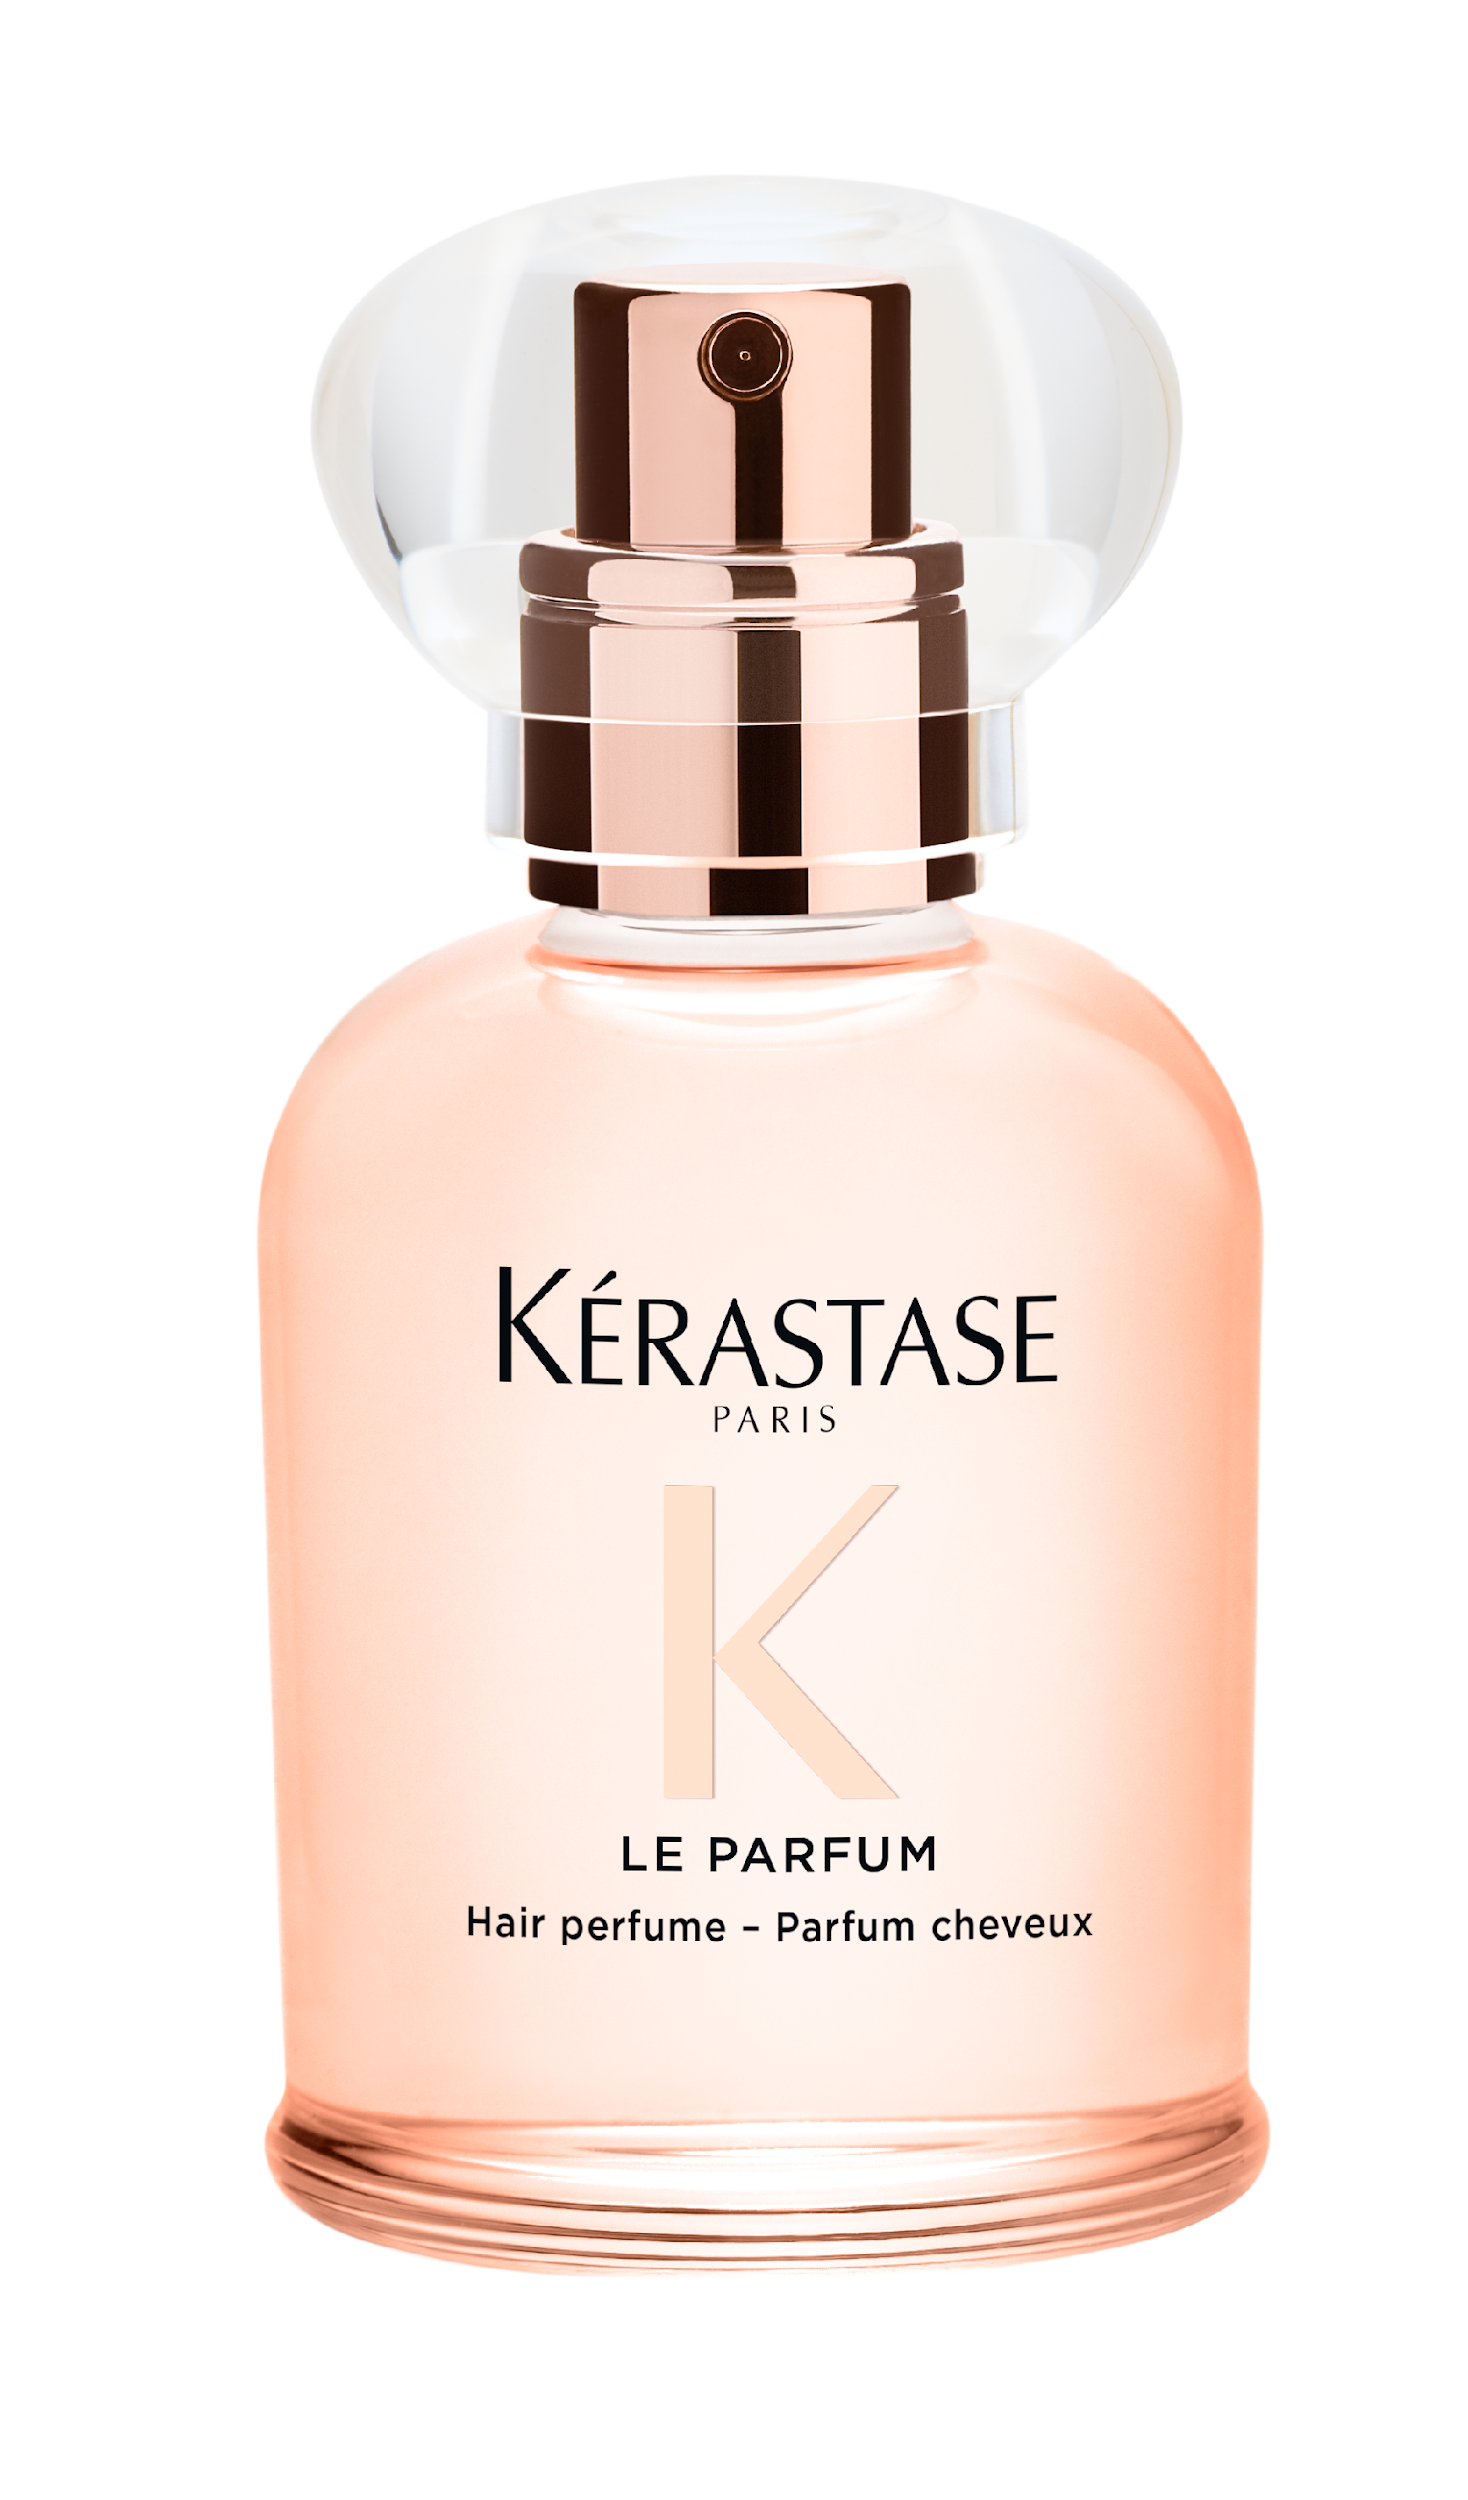 KÉRASTASE
PARIS
K
LE PARFUM
Hair perfume – Parfum cheveux